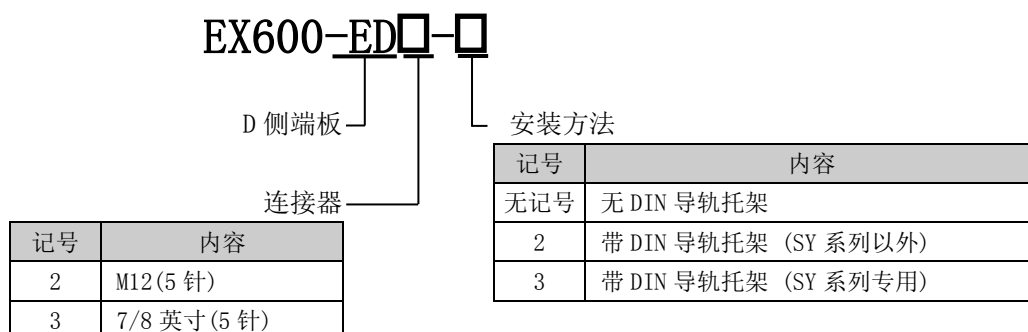 EX600-ED□-□
D 侧端板
安装方法
记号 内容
无记号 无 DIN 导轨托架
2 带 DIN 导轨托架 (SY 系列以外)
3 带 DIN 导轨托架 (SY 系列专用)
连接器
记号 内容
2 M12(5 针)
3 7/8 英寸(5 针)